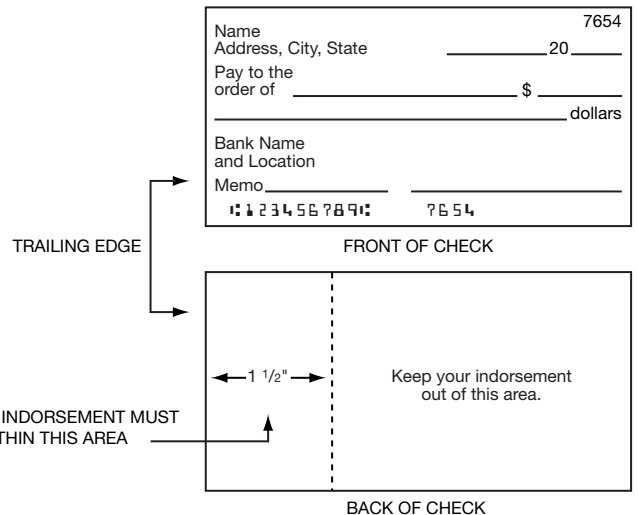 7654
Name
Address, City, State 20
Pay to the
order of $
dollars
Bank Name
and Location
Memo
⑆123456789⑆ 7654
TRAILING EDGE
FRONT OF CHECK
1 1/2"
Keep your indorsement
out of this area.
INDORSEMENT MUST
THIS AREA
BACK OF CHECK